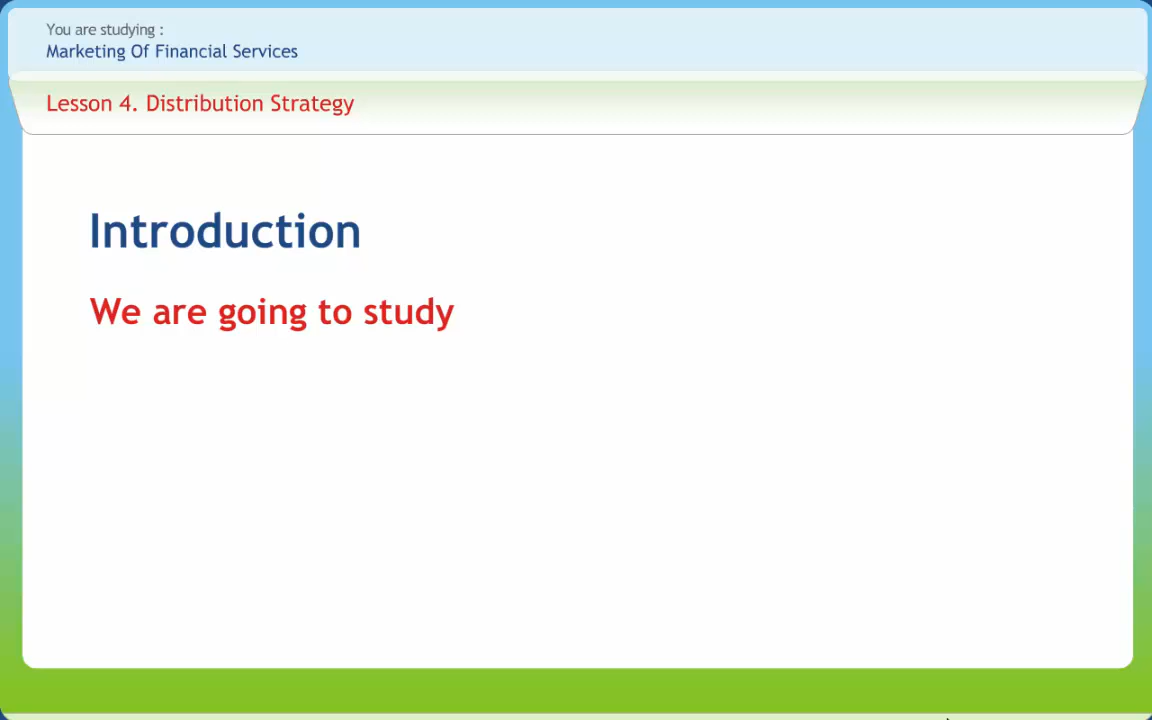 You are studying :
Marketing Of Financial Services
Lesson 4. Distribution Strategy
Introduction
We are going to study